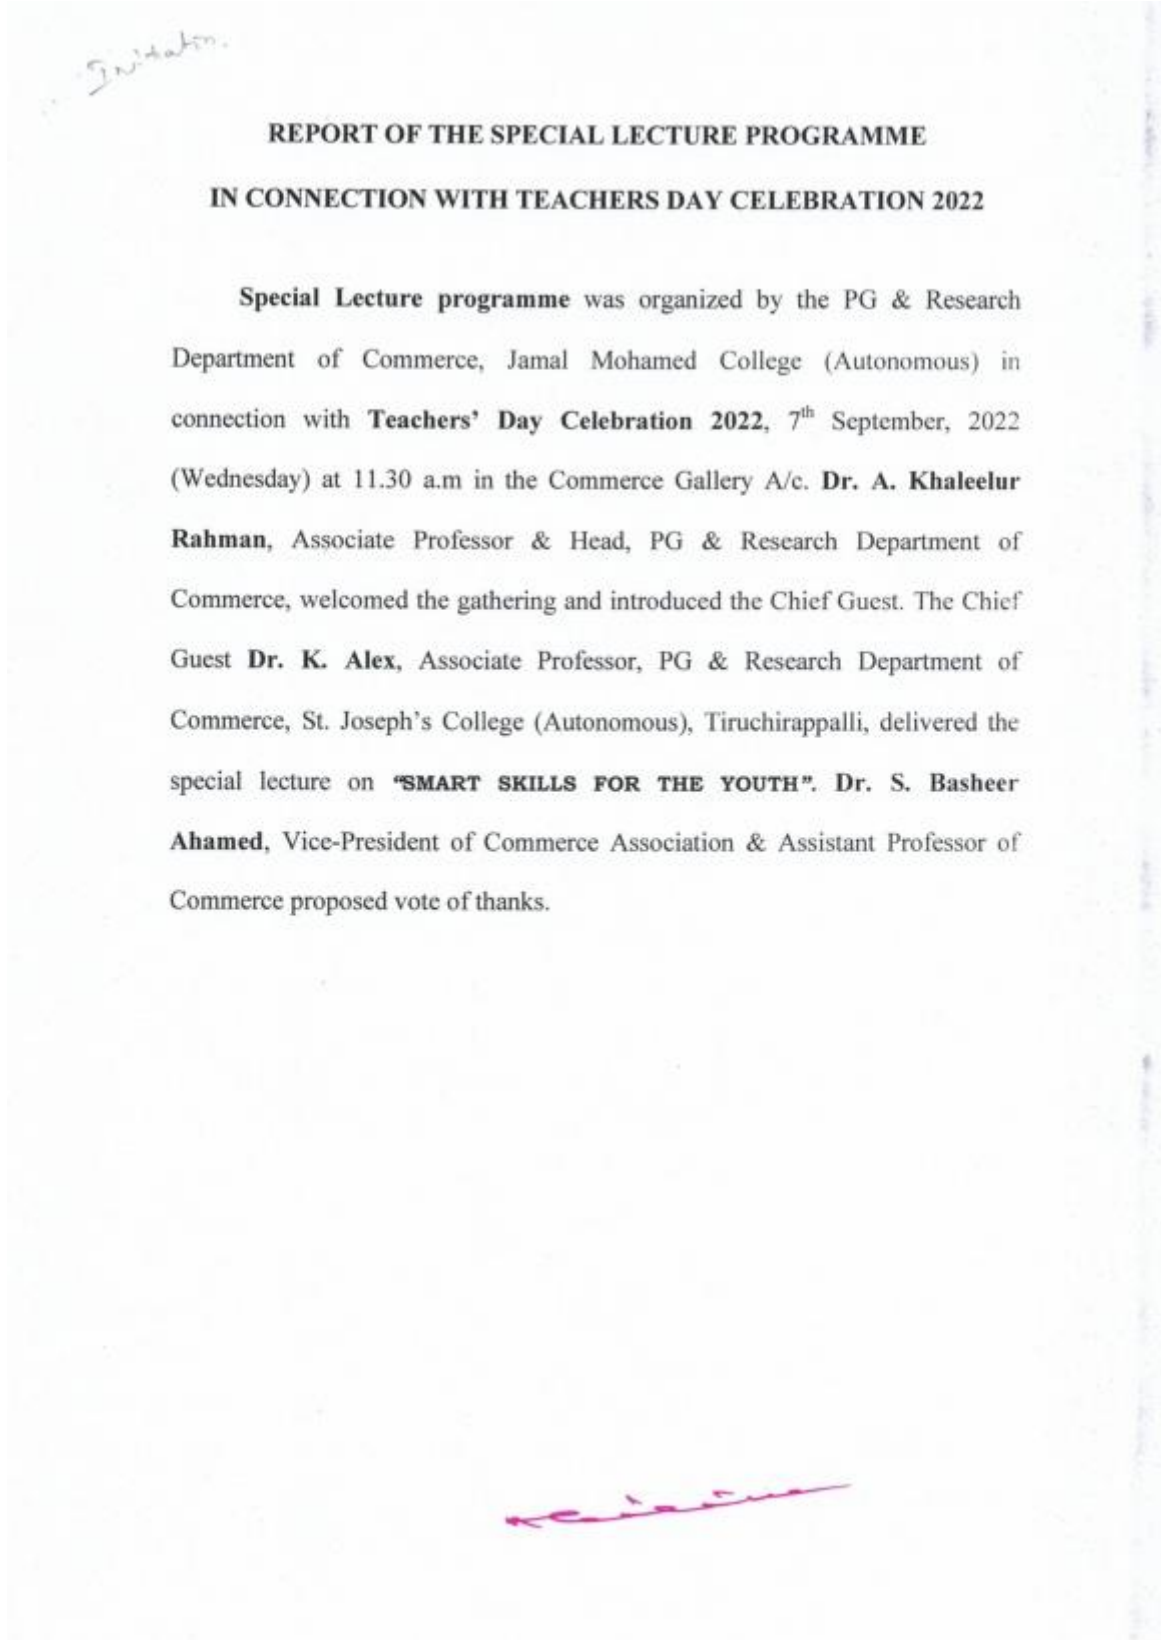 Invitation.
REPORT OF THE SPECIAL LECTURE PROGRAMME
IN CONNECTION WITH TEACHERS DAY CELEBRATION 2022
Special Lecture programme was organized by the PG & Research
Department of Commerce, Jamal Mohamed College (Autonomous) in
connection with Teachers' Day Celebration 2022, 7th September, 2022
(Wednesday) at 11.30 a.m in the Commerce Gallery A/c. Dr. A. Khaleelur
Rahman, Associate Professor & Head, PG & Research Department of
Commerce, welcomed the gathering and introduced the Chief Guest. The Chief
Guest Dr. K. Alex, Associate Professor, PG & Research Department of
Commerce, St. Joseph's College (Autonomous), Tiruchirappalli, delivered the
special lecture on “SMART SKILLS FOR THE YOUTH”. Dr. S. Basheer
Ahamed, Vice-President of Commerce Association & Assistant Professor of
Commerce proposed vote of thanks.